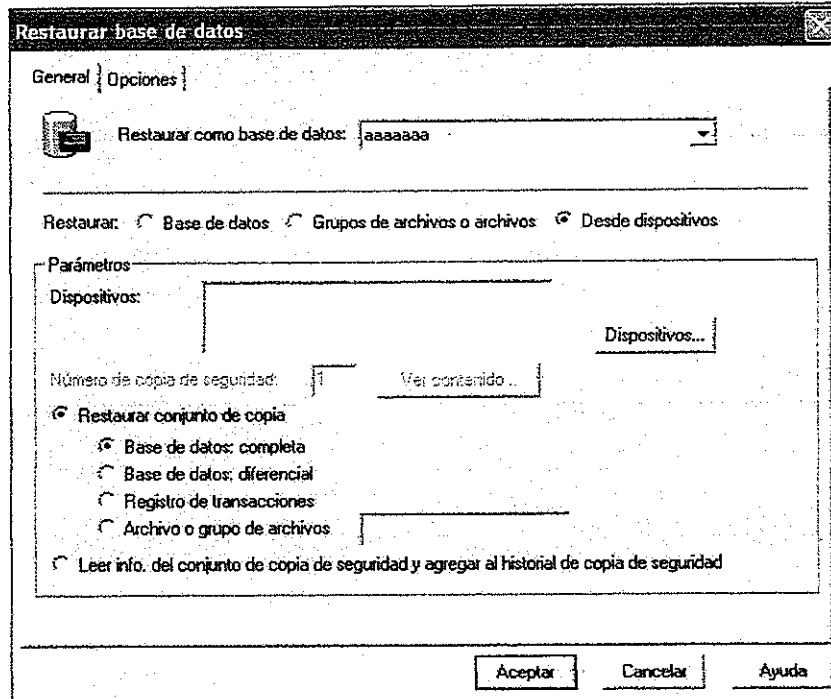 Restaurar base de datos
General Opciones
Restaurar como base de datos: aaaaaaa
Restaurar: Base de datos Grupos de archivos o archivos Desde dispositivos
Parámetros
Dispositivos:
Dispositivos...
Número de copia de seguridad: 1 Ver contenido...
Restaurar conjunto de copia
Base de datos: completa
Base de datos: diferencial
Registro de transacciones
Archivo o grupo de archivos
Leer info. del conjunto de copia de seguridad y agregar al historial de copia de seguridad
Aceptar Cancelar Ayuda